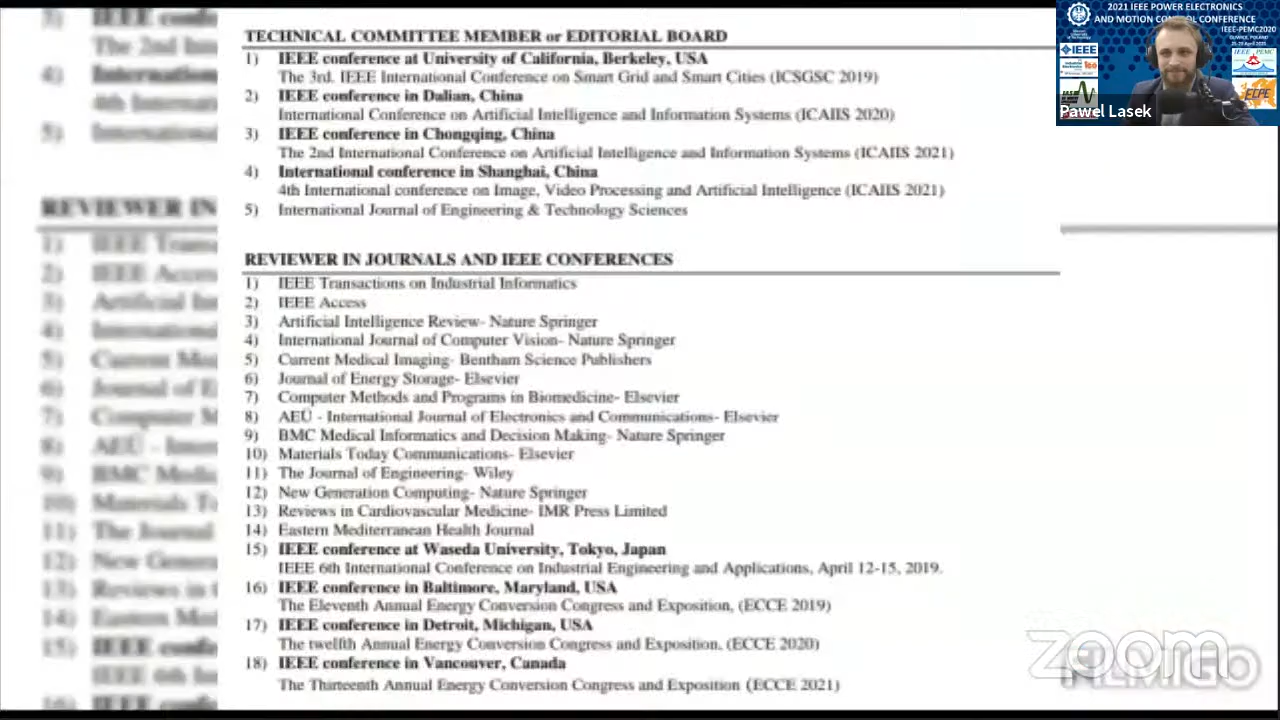 TECHNICAL COMMITTEE MEMBER or EDITORIAL BOARD
1) IEEE conference at University of California, Berkeley, USA
The 3rd. IEEE International Conference on Smart Grid and Smart Cities (ICSGSC 2019)
2) IEEE conference in Dalian, China
International Conference on Artificial Intelligence and Information Systems (ICAIIS 2020)
3) IEEE conference in Chongqing, China
The 2nd International Conference on Artificial Intelligence and Information Systems (ICAIIS 2021)
4) International conference in Shanghai, China
4th International conference on Image, Video Processing and Artificial Intelligence (ICAIIS 2021)
5) International Journal of Engineering & Technology Sciences
REVIEWER IN JOURNALS AND IEEE CONFERENCES
1) IEEE Transactions on Industrial Informatics
2) IEEE Access
3) Artificial Intelligence Review- Nature Springer
4) International Journal of Computer Vision- Nature Springer
5) Current Medical Imaging- Bentham Science Publishers
6) Journal of Energy Storage- Elsevier
7) Computer Methods and Programs in Biomedicine- Elsevier
8) AEÜ - International Journal of Electronics and Communications- Elsevier
9) BMC Medical Informatics and Decision Making- Nature Springer
10) Materials Today Communications- Elsevier
11) The Journal of Engineering- Wiley
12) New Generation Computing- Nature Springer
13) Reviews in Cardiovascular Medicine- IMR Press Limited
14) Eastern Mediterranean Health Journal
15) IEEE conference at Waseda University, Tokyo, Japan
IEEE 6th International Conference on Industrial Engineering and Applications, April 12-15, 2019.
16) IEEE conference in Baltimore, Maryland, USA
The Eleventh Annual Energy Conversion Congress and Exposition, (ECCE 2019)
17) IEEE conference in Detroit, Michigan, USA
The twelfth Annual Energy Conversion Congress and Exposition. (ECCE 2020)
18) IEEE conference in Vancouver, Canada
The Thirteenth Annual Energy Conversion Congress and Exposition (ECCE 2021)
2021 IEEE POWER ELECTRONICS
AND MOTION CONTROL CONFERENCE
IEEE-PEMC2020
IEEE
IEEE PEMC
ECPE
Pawel Lasek
zoom
FILMIGO